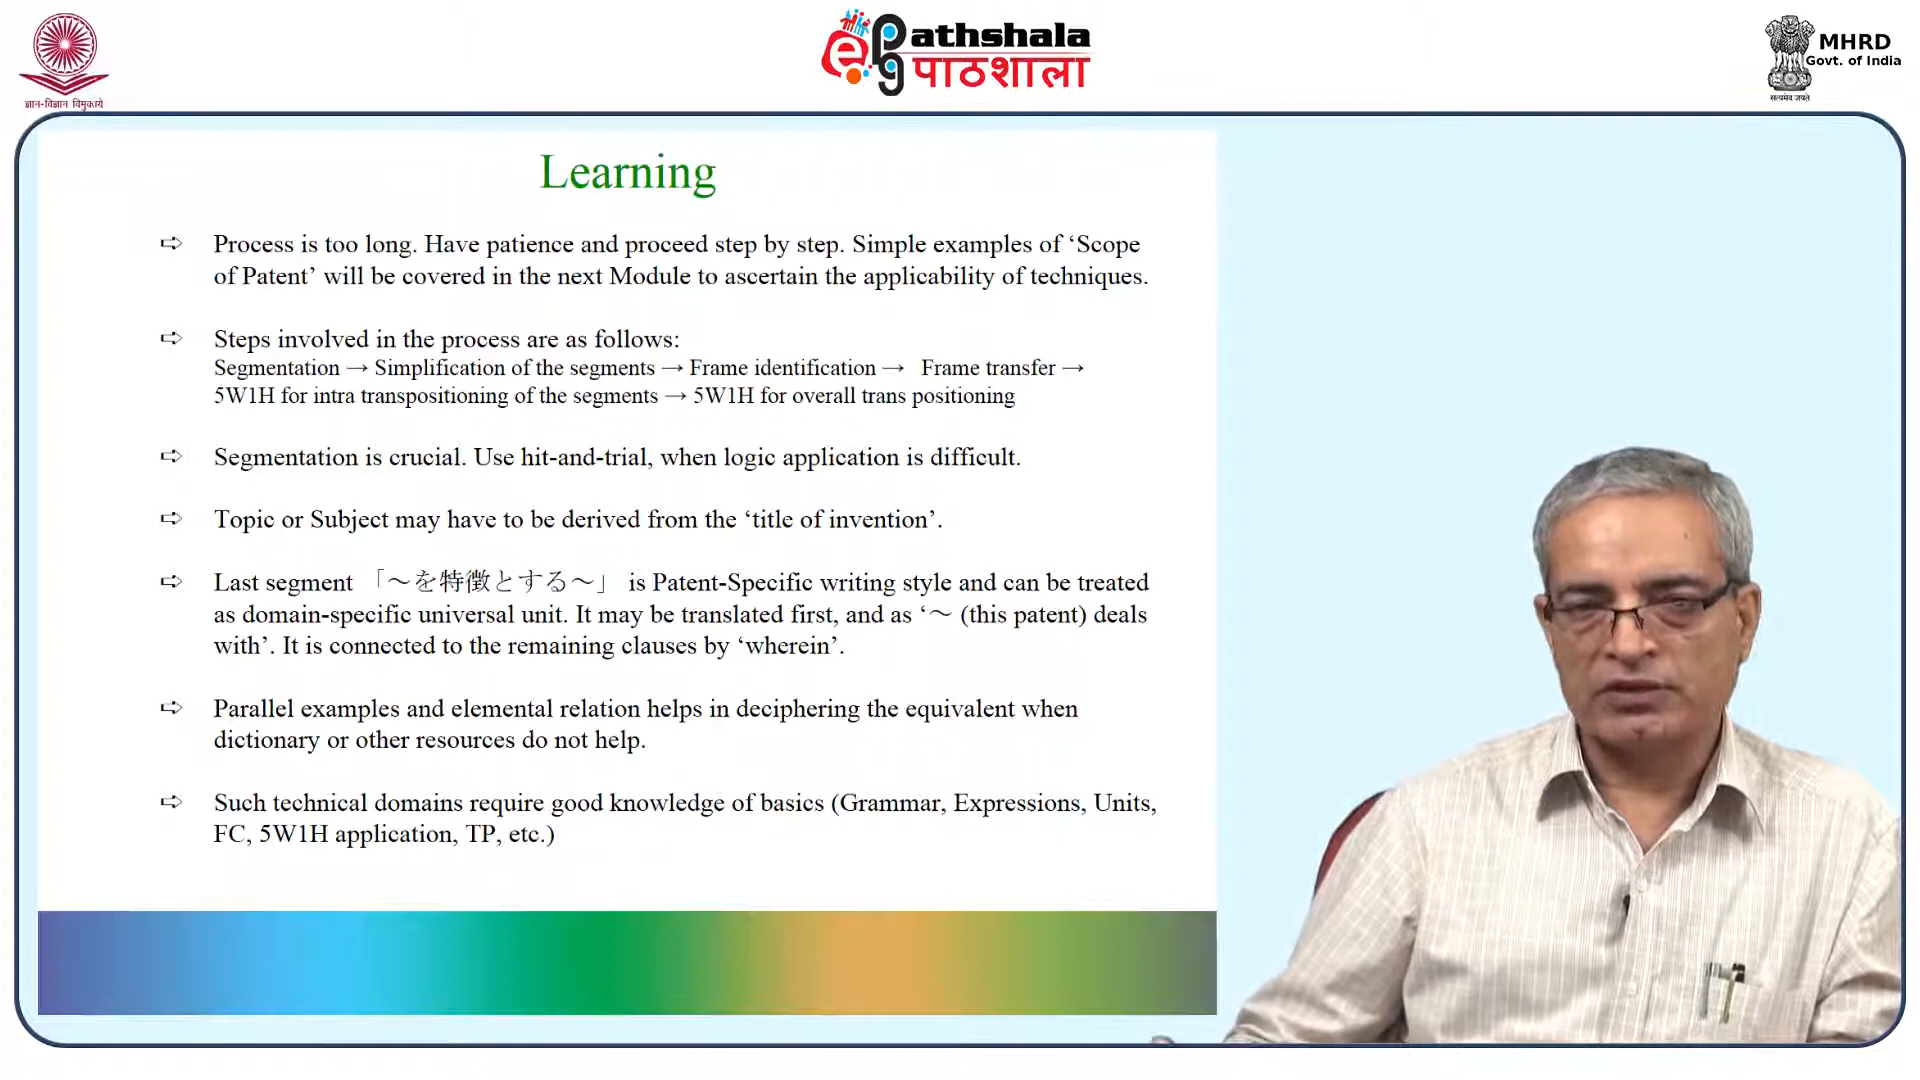 ज्ञान-विज्ञान विमुक्तये
ePathshala
पाठशाला
MHRD
Govt. of India
सत्यमेव जयते
Learning
⇨ Process is too long. Have patience and proceed step by step. Simple examples of ‘Scope
of Patent’ will be covered in the next Module to ascertain the applicability of techniques.
⇨ Steps involved in the process are as follows:
Segmentation → Simplification of the segments → Frame identification → Frame transfer →
5W1H for intra transpositioning of the segments → 5W1H for overall trans positioning
⇨ Segmentation is crucial. Use hit-and-trial, when logic application is difficult.
⇨ Topic or Subject may have to be derived from the ‘title of invention’.
⇨ Last segment 「～を特徴とする～」 is Patent-Specific writing style and can be treated
as domain-specific universal unit. It may be translated first, and as ‘～ (this patent) deals
with’. It is connected to the remaining clauses by ‘wherein’.
⇨ Parallel examples and elemental relation helps in deciphering the equivalent when
dictionary or other resources do not help.
⇨ Such technical domains require good knowledge of basics (Grammar, Expressions, Units,
FC, 5W1H application, TP, etc.)